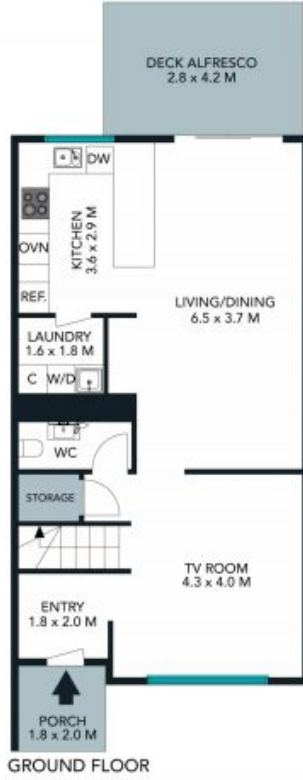 DECK ALFRESCO
2.8 x 4.2 M
DW
OVN
KITCHEN
3.6 x 2.9 M
REF.
LIVING/DINING
6.5 x 3.7 M
LAUNDRY
1.6 x 1.8 M
C W/D
WC
STORAGE
TV ROOM
4.3 x 4.0 M
ENTRY
1.8 x 2.0 M
PORCH
1.8 x 2.0 M
GROUND FLOOR